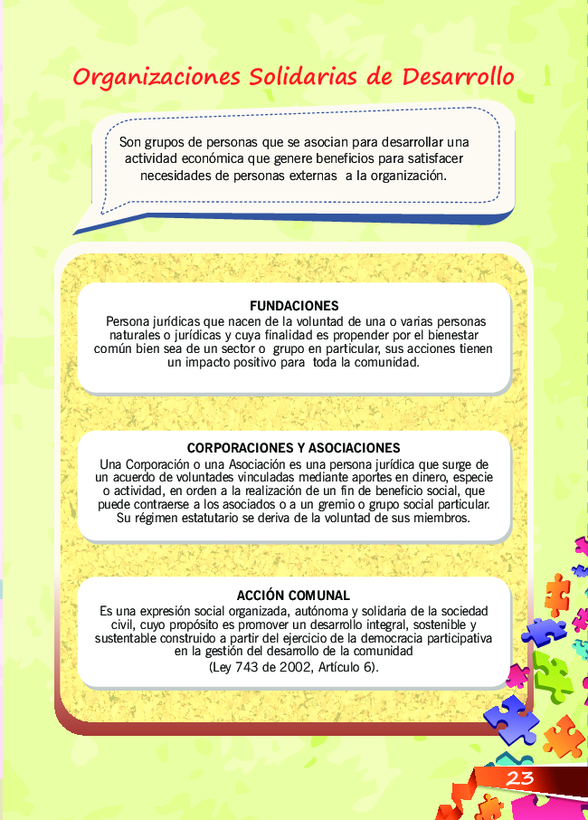 Organizaciones Solidarias de Desarrollo
Son grupos de personas que se asocian para desarrollar una
actividad económica que genere beneficios para satisfacer
necesidades de personas externas a la organización.
FUNDACIONES
Persona jurídicas que nacen de la voluntad de una o varias personas
naturales o jurídicas y cuya finalidad es propender por el bienestar
común bien sea de un sector o grupo en particular, sus acciones tienen
un impacto positivo para toda la comunidad.
CORPORACIONES Y ASOCIACIONES
Una Corporación o una Asociación es una persona jurídica que surge de
un acuerdo de voluntades vinculadas mediante aportes en dinero, especie
o actividad, en orden a la realización de un fin de beneficio social, que
puede contraerse a los asociados o a un gremio o grupo social particular.
Su régimen estatutario se deriva de la voluntad de sus miembros.
ACCIÓN COMUNAL
Es una expresión social organizada, autónoma y solidaria de la sociedad
civil, cuyo propósito es promover un desarrollo integral, sostenible y
sustentable construido a partir del ejercicio de la democracia participativa
en la gestión del desarrollo de la comunidad
(Ley 743 de 2002, Artículo 6).
23